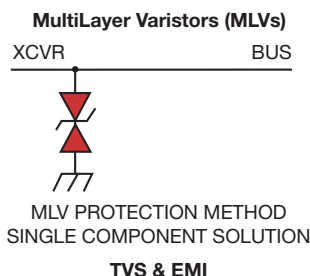 MultiLayer Varistors (MLVs)
XCVR BUS
MLV PROTECTION METHOD
SINGLE COMPONENT SOLUTION
TVS & EMI